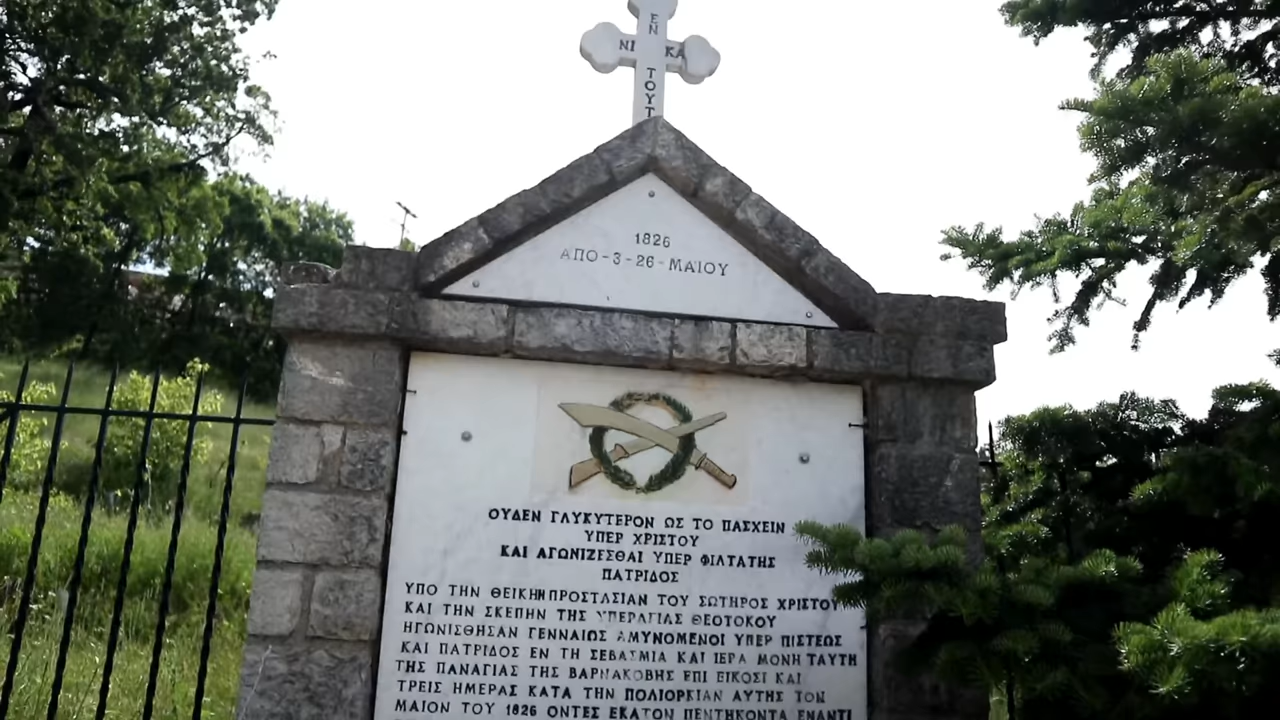 ΕΝ
ΝΙ ΚΑ
ΤΟΥΤ
1826
ΑΠΟ-3-26-ΜΑΪΟΥ
ΟΥΔΕΝ ΓΛΥΚΥΤΕΡΟΝ ΩΣ ΤΟ ΠΑΣΧΕΙΝ
ΥΠΕΡ ΧΡΙΣΤΟΥ
ΚΑΙ ΑΓΩΝΙΖΕΣΘΑΙ ΥΠΕΡ ΦΙΛΤΑΤΗΣ
ΠΑΤΡΙΔΟΣ
ΥΠΟ ΤΗΝ ΘΕΙΚΗΝ ΠΡΟΣΤΑΣΙΑΝ ΤΟΥ ΣΩΤΗΡΟΣ ΧΡΙΣΤΟΥ
ΚΑΙ ΤΗΝ ΣΚΕΠΗΝ ΤΗΣ ΥΠΕΡΑΓΙΑΣ ΘΕΟΤΟΚΟΥ
ΗΓΩΝΙΣΘΗΣΑΝ ΓΕΝΝΑΙΩΣ ΑΜΥΝΟΜΕΝΟΙ ΥΠΕΡ ΠΙΣΤΕΩΣ
ΚΑΙ ΠΑΤΡΙΔΟΣ ΕΝ ΤΗ ΣΕΒΑΣΜΙΑ ΚΑΙ ΙΕΡΑ ΜΟΝΗ ΤΑΥΤΗ
ΤΗΣ ΠΑΝΑΓΙΑΣ ΤΗΣ ΒΑΡΝΑΚΟΒΗΣ ΕΠΙ ΕΙΚΟΣΙ ΚΑΙ
ΤΡΕΙΣ ΗΜΕΡΑΣ ΚΑΤΑ ΤΗΝ ΠΟΛΙΟΡΚΙΑΝ ΑΥΤΗΣ ΤΟΝ
ΜΑΙΟΝ ΤΟΥ 1826 ΟΝΤΕΣ ΕΚΑΤΟΝ ΠΕΝΤΗΚΟΝΤΑ ΕΝΑΝΤΙ